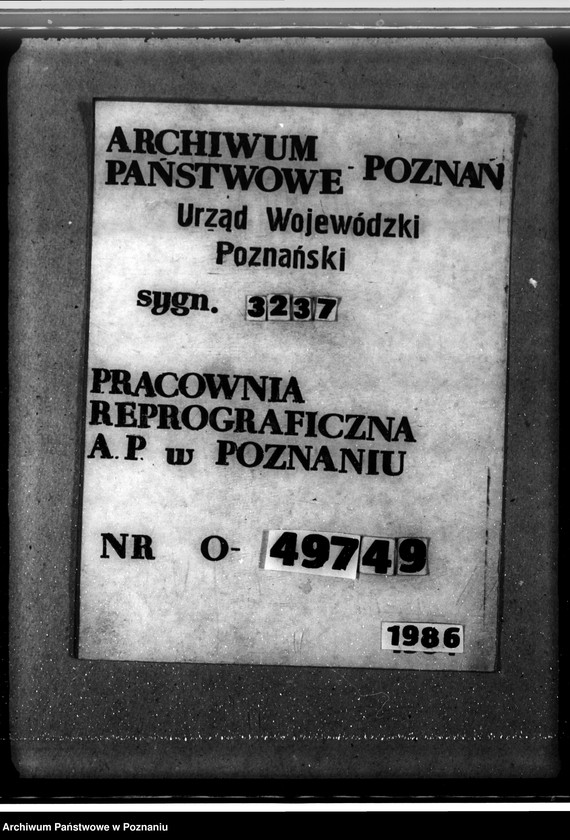 ARCHIWUM
PAŃSTWOWE - POZNAŃ
Urząd Wojewódzki
Poznański
sygn. 3237
PRACOWNIA
REPROGRAFICZNA
A.P. w POZNANIU
NR O- 49749
1986
Archiwum Państwowe w Poznaniu